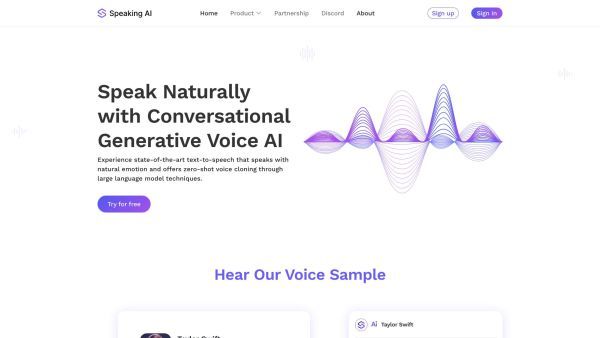 Speaking AI
Home
Product
Partnership
Discord
About
Sign up
Sign in
Speak Naturally
with Conversational
Generative Voice AI
Experience state-of-the-art text-to-speech that speaks with
natural emotion and offers zero-shot voice cloning through
large language model techniques.
Try for free
Hear Our Voice Sample
Taylor Swift
Ai Taylor Swift